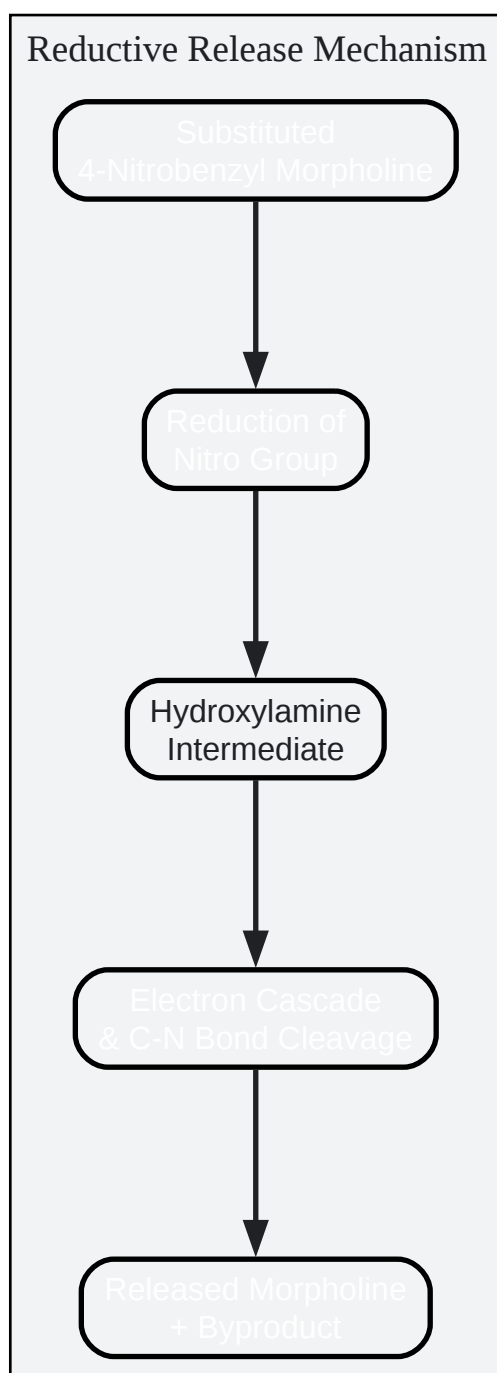 Reductive Release Mechanism
Substituted
4-Nitrobenzyl Morpholine
Reduction of
Nitro Group
Hydroxylamine
Intermediate
Electron Cascade
& C-N Bond Cleavage
Released Morpholine
+ Byproduct